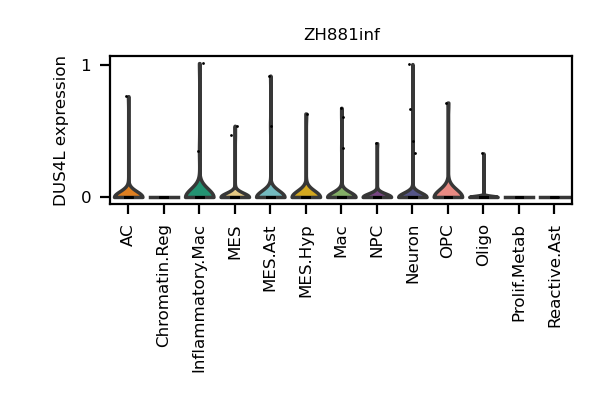 ZH881inf
DUS4L expression
1
0
AC
Chromatin.Reg
Inflammatory.Mac
MES
MES.Ast
MES.Hyp
Mac
NPC
Neuron
OPC
Oligo
Prolif.Metab
Reactive.Ast